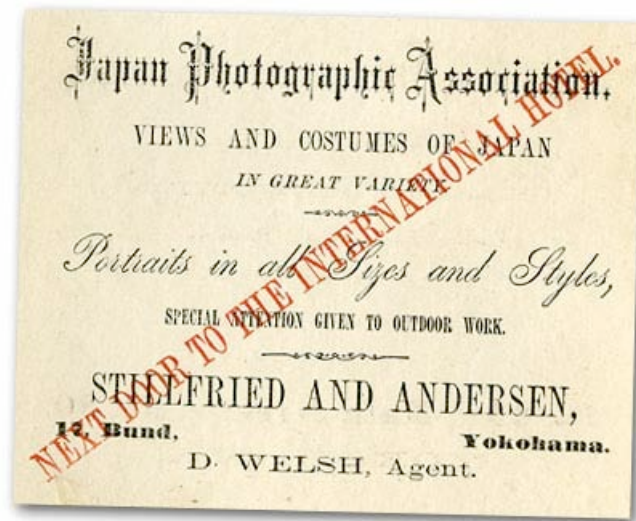 Japan Photographic Association.
VIEWS AND COSTUMES OF JAPAN
IN GREAT VARIETY
Portraits in all Sizes and Styles,
SPECIAL ATTENTION GIVEN TO OUTDOOR WORK.
STILLFRIED AND ANDERSEN,
17, Bund, Yokohama.
D. WELSH, Agent.
NEXT DOOR TO THE INTERNATIONAL HOTEL.